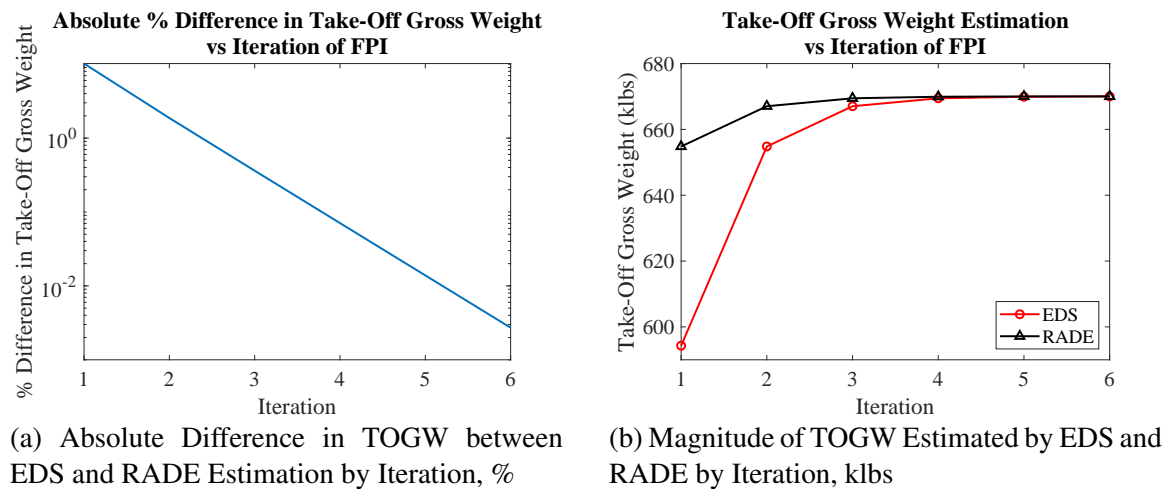 Absolute % Difference in Take-Off Gross Weight
vs Iteration of FPI
% Difference in Take-Off Gross Weight
10^0
10^-2
1 2 3 4 5 6
Iteration
(a) Absolute Difference in TOGW between
EDS and RADE Estimation by Iteration, %
Take-Off Gross Weight Estimation
vs Iteration of FPI
Take-Off Gross Weight (klbs)
680
660
640
620
600
EDS
RADE
1 2 3 4 5 6
Iteration
(b) Magnitude of TOGW Estimated by EDS and
RADE by Iteration, klbs